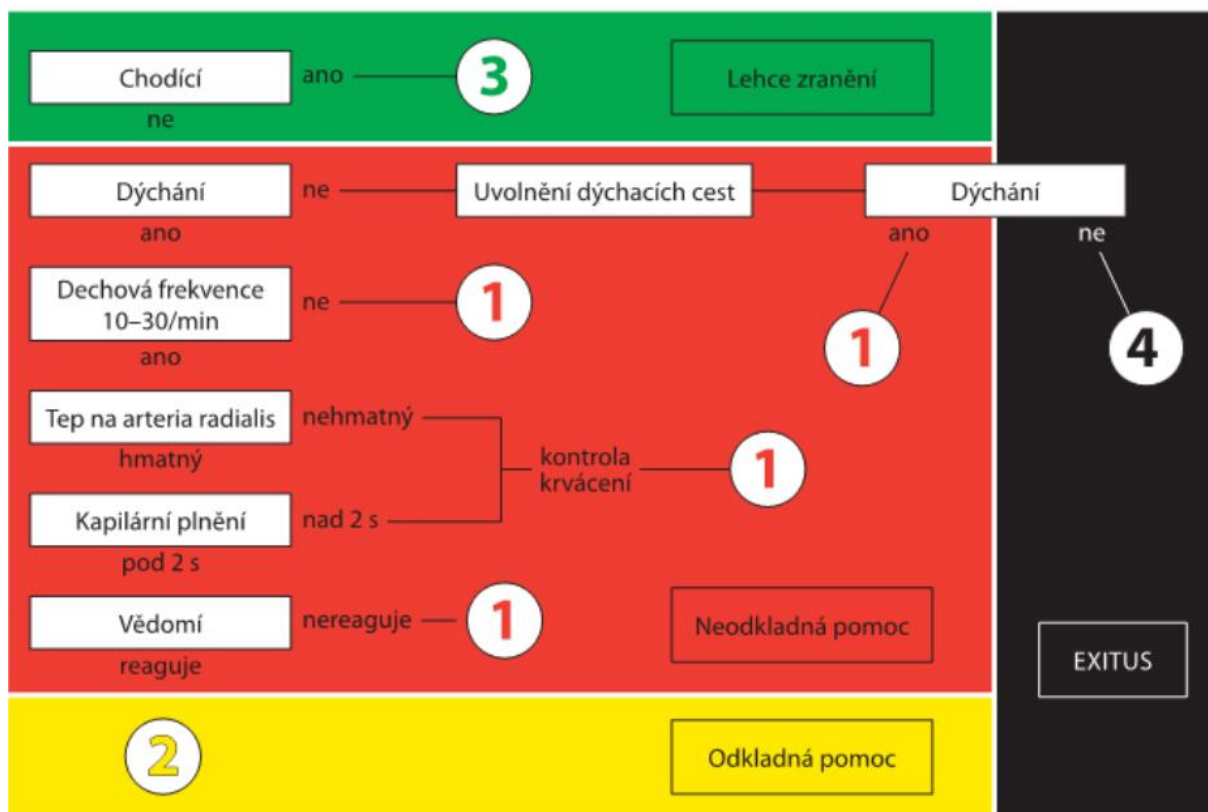 Chodící
ano
3
Lehce zranění
ne
Dýchání
ne
Uvolnění dýchacích cest
Dýchání
ano
ano
ne
Dechová frekvence
10–30/min
ne
1
1
4
ano
Tep na arteria radialis
nehmatný
hmatný
kontrola
krvácení
1
Kapilární plnění
nad 2 s
pod 2 s
Vědomí
nereaguje
1
Neodkladná pomoc
reaguje
EXITUS
2
Odkladná pomoc